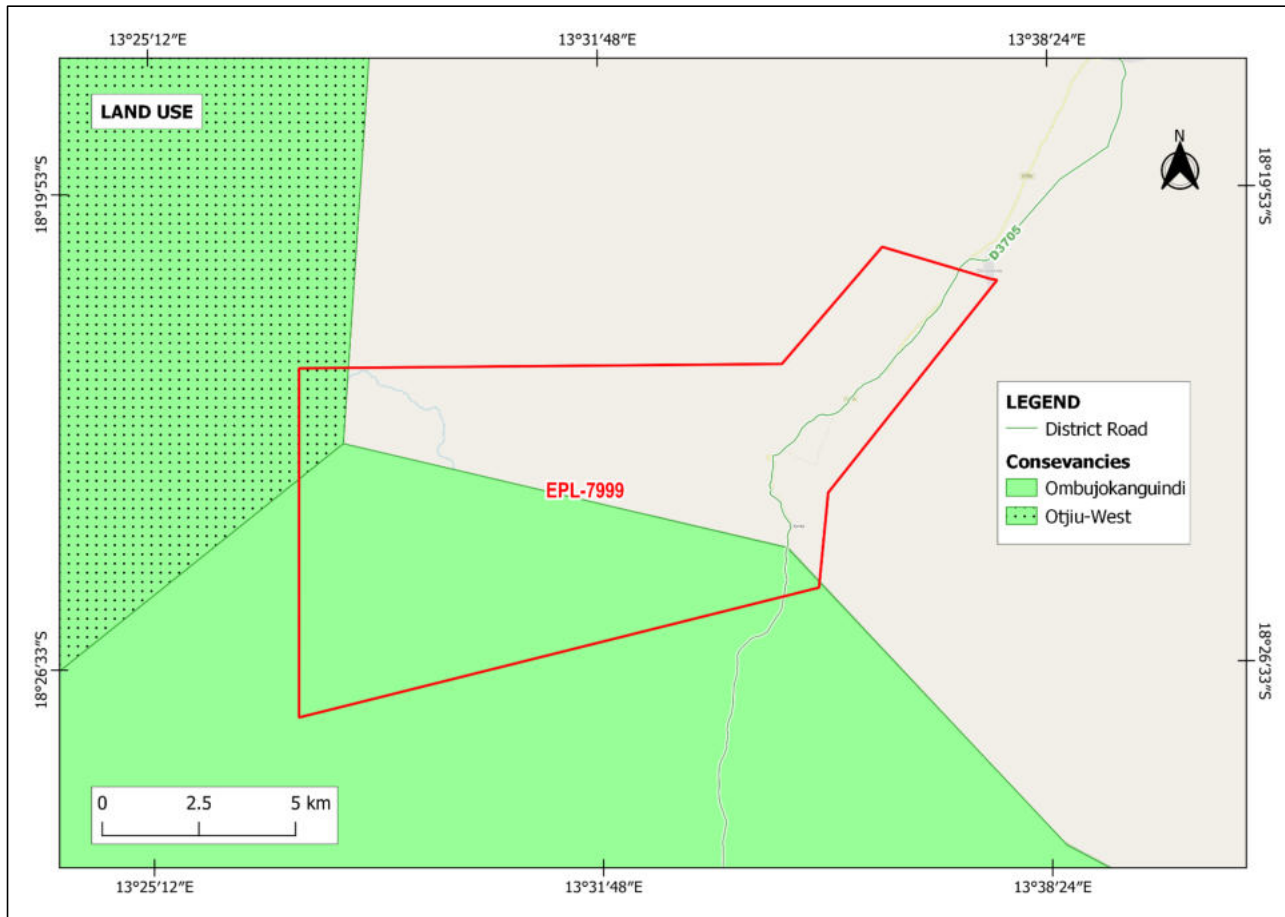 13°25′12″E 13°31′48″E 13°38′24″E
LAND USE
N
18°19′53″S
18°19′53″S
D3705
LEGEND
District Road
Consevancies
Ombujokanguindi
Otjiu-West
EPL-7999
18°26′33″S
18°26′33″S
0 2.5 5 km
13°25′12″E 13°31′48″E 13°38′24″E